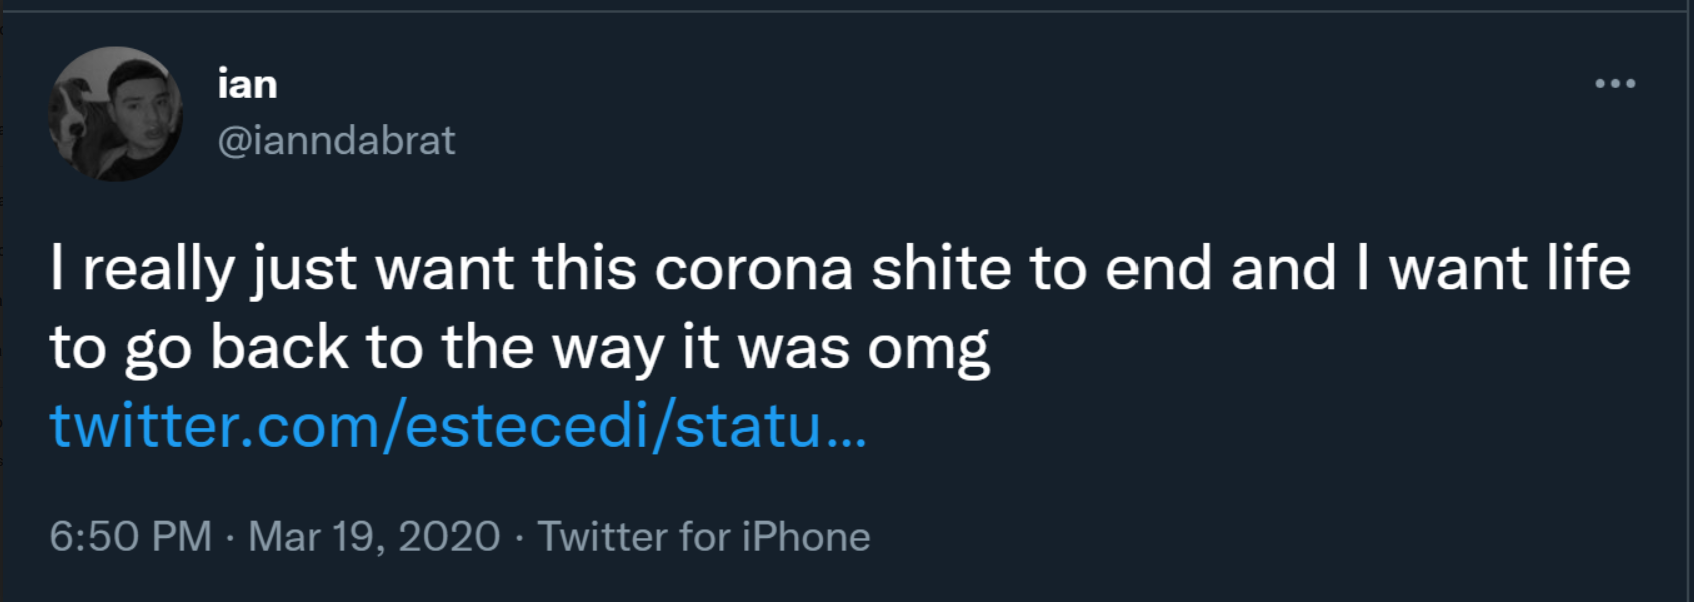 ian
@ianndabrat
I really just want this corona shite to end and I want life
to go back to the way it was omg
twitter.com/estecedi/statu...
6:50 PM · Mar 19, 2020 · Twitter for iPhone